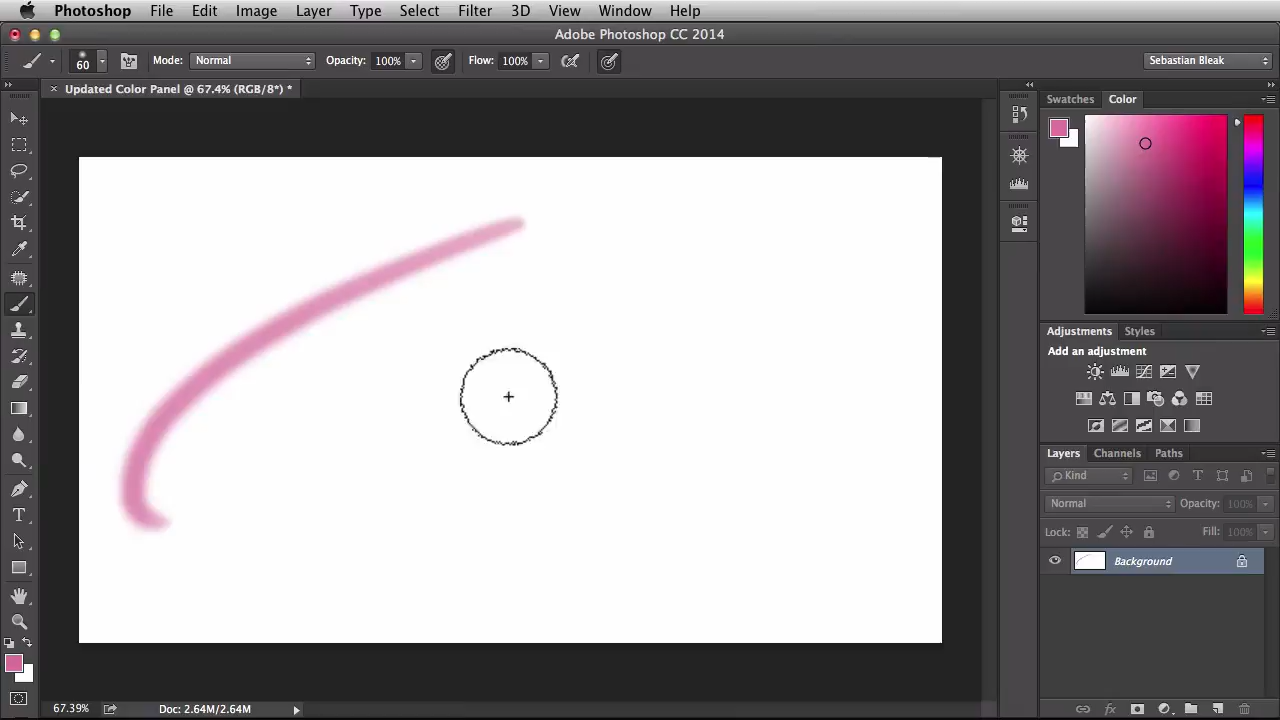 Photoshop File Edit Image Layer Type Select Filter 3D View Window Help
Adobe Photoshop CC 2014
60 Mode: Normal Opacity: 100% Flow: 100% Sebastian Bleak
× Updated Color Panel @ 67.4% (RGB/8*) *
Swatches Color
Adjustments Styles
Add an adjustment
Layers Channels Paths
Kind
Normal Opacity: 100%
Lock: Fill: 100%
Background
67.39% Doc: 2.64M/2.64M